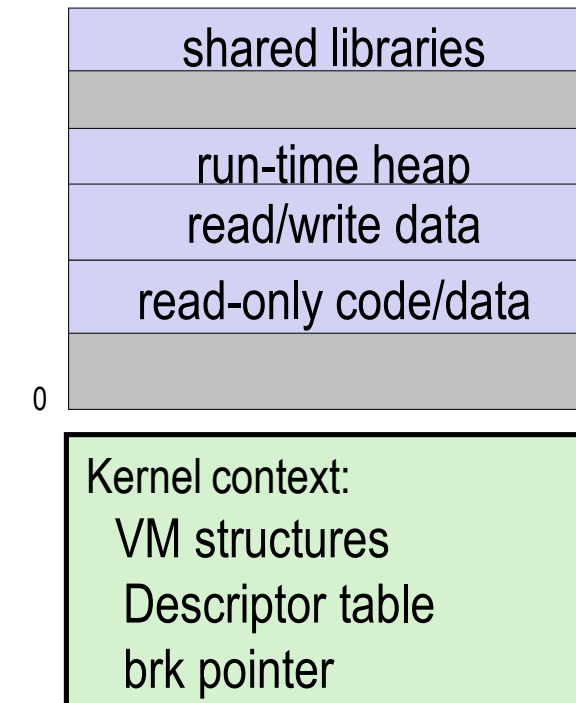 shared libraries
run-time heap
read/write data
read-only code/data
0
Kernel context:
VM structures
Descriptor table
brk pointer